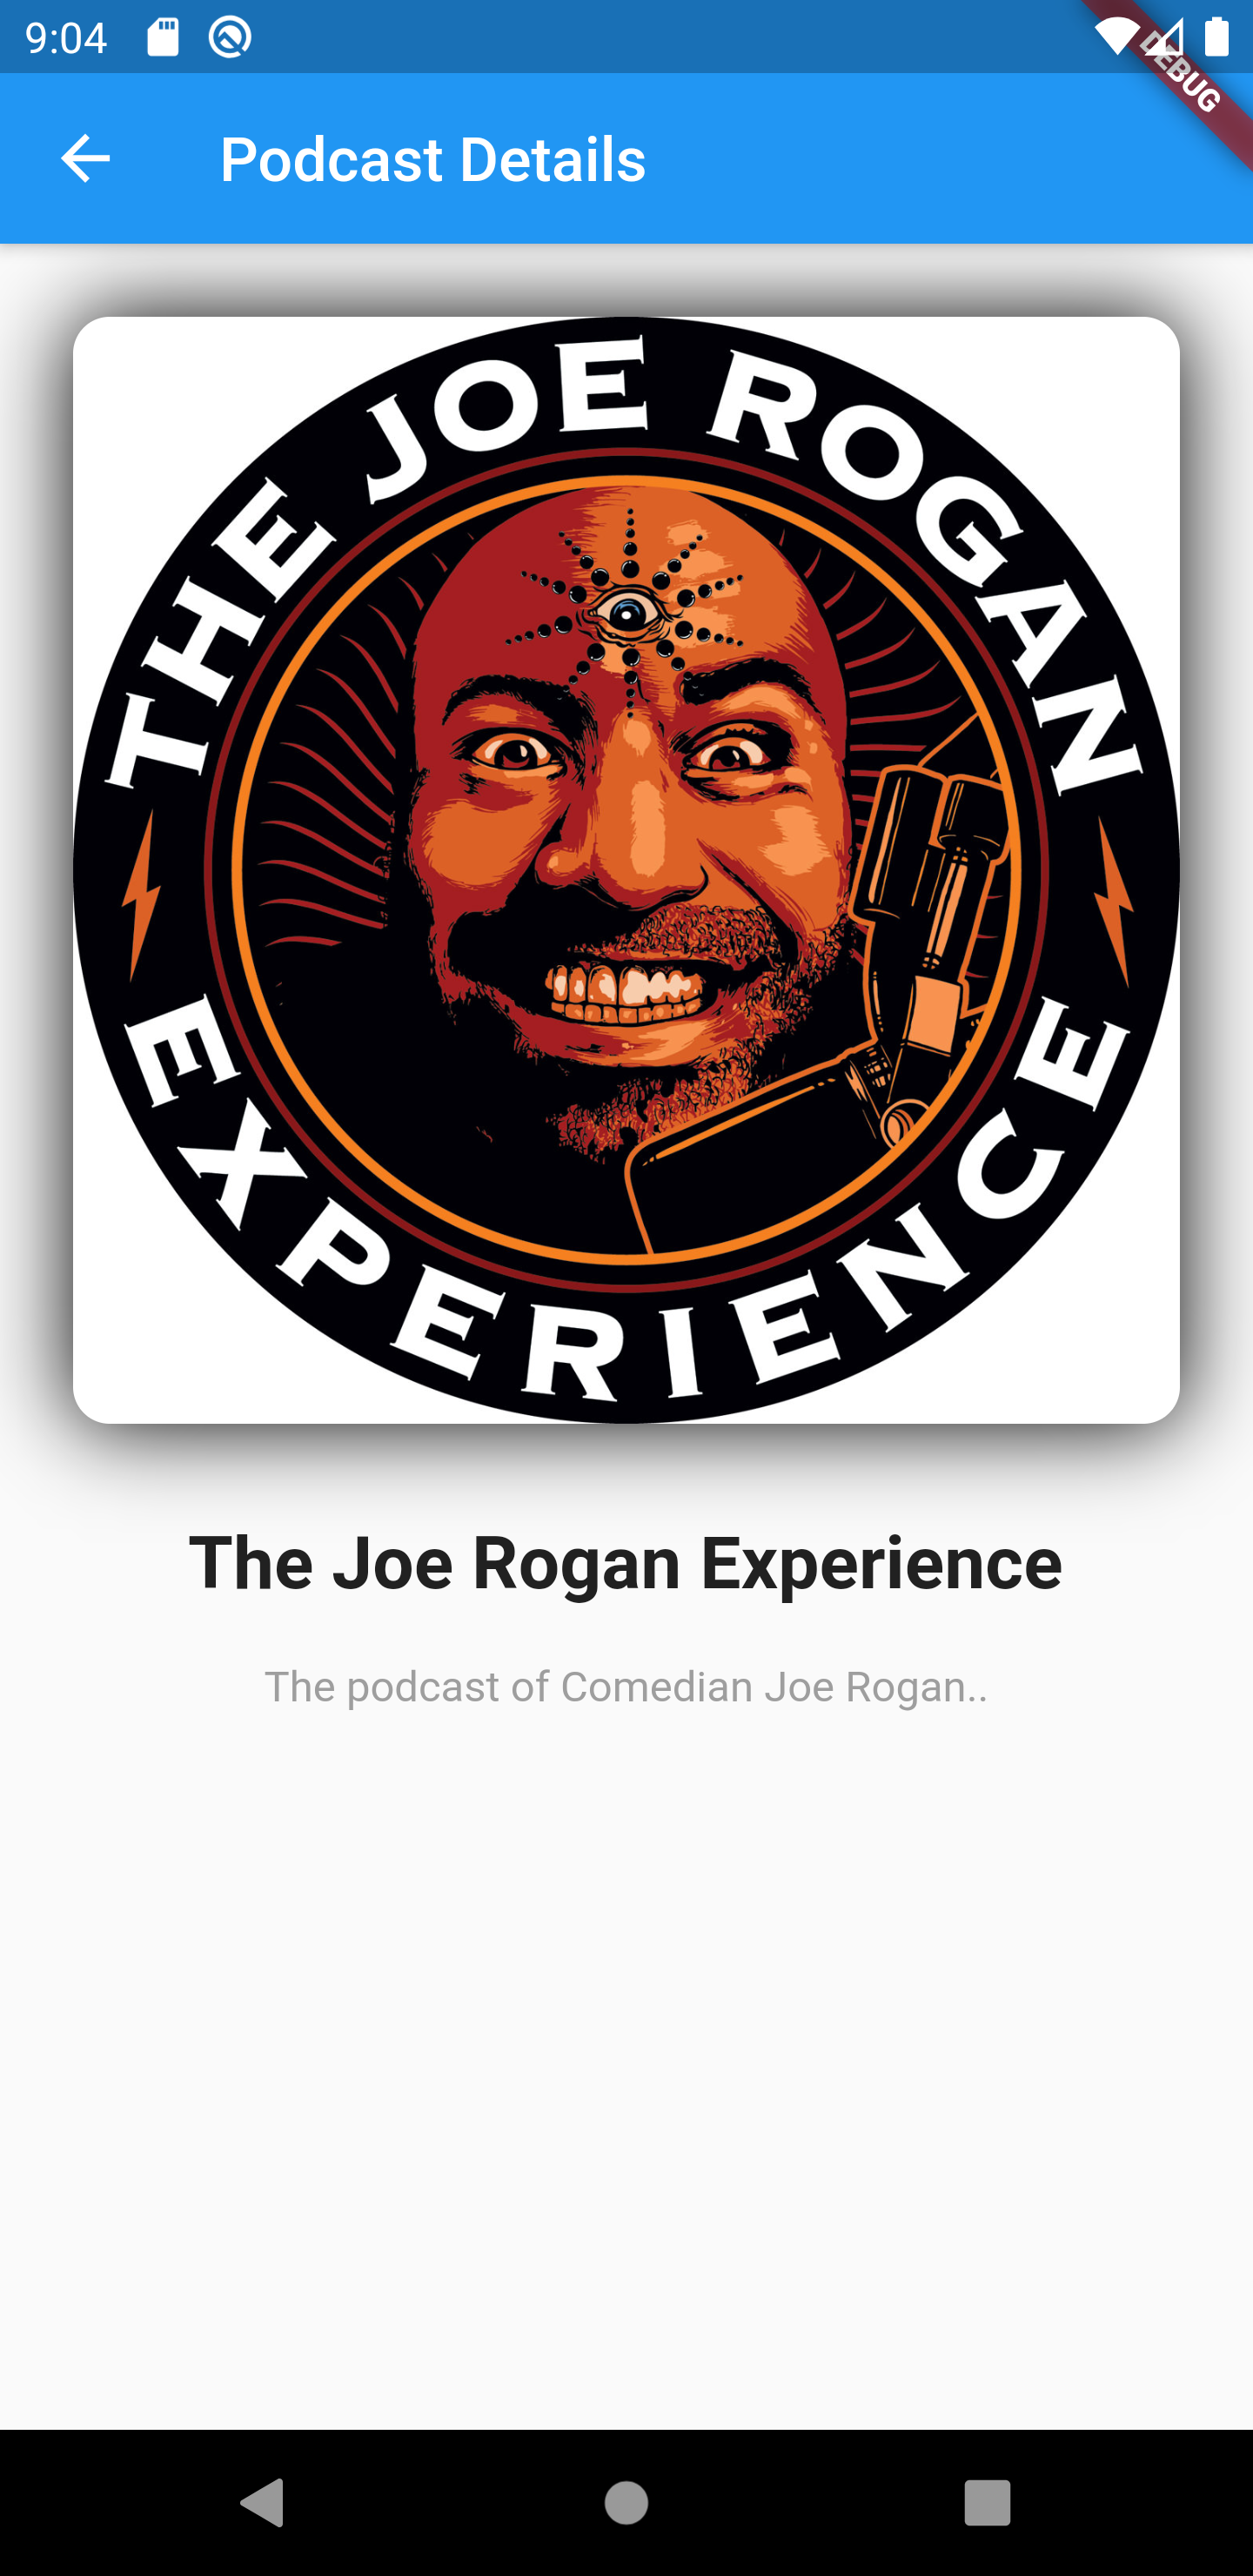 9:04
DEBUG
Podcast Details
THE JOE ROGAN
EXPERIENCE
The Joe Rogan Experience
The podcast of Comedian Joe Rogan..